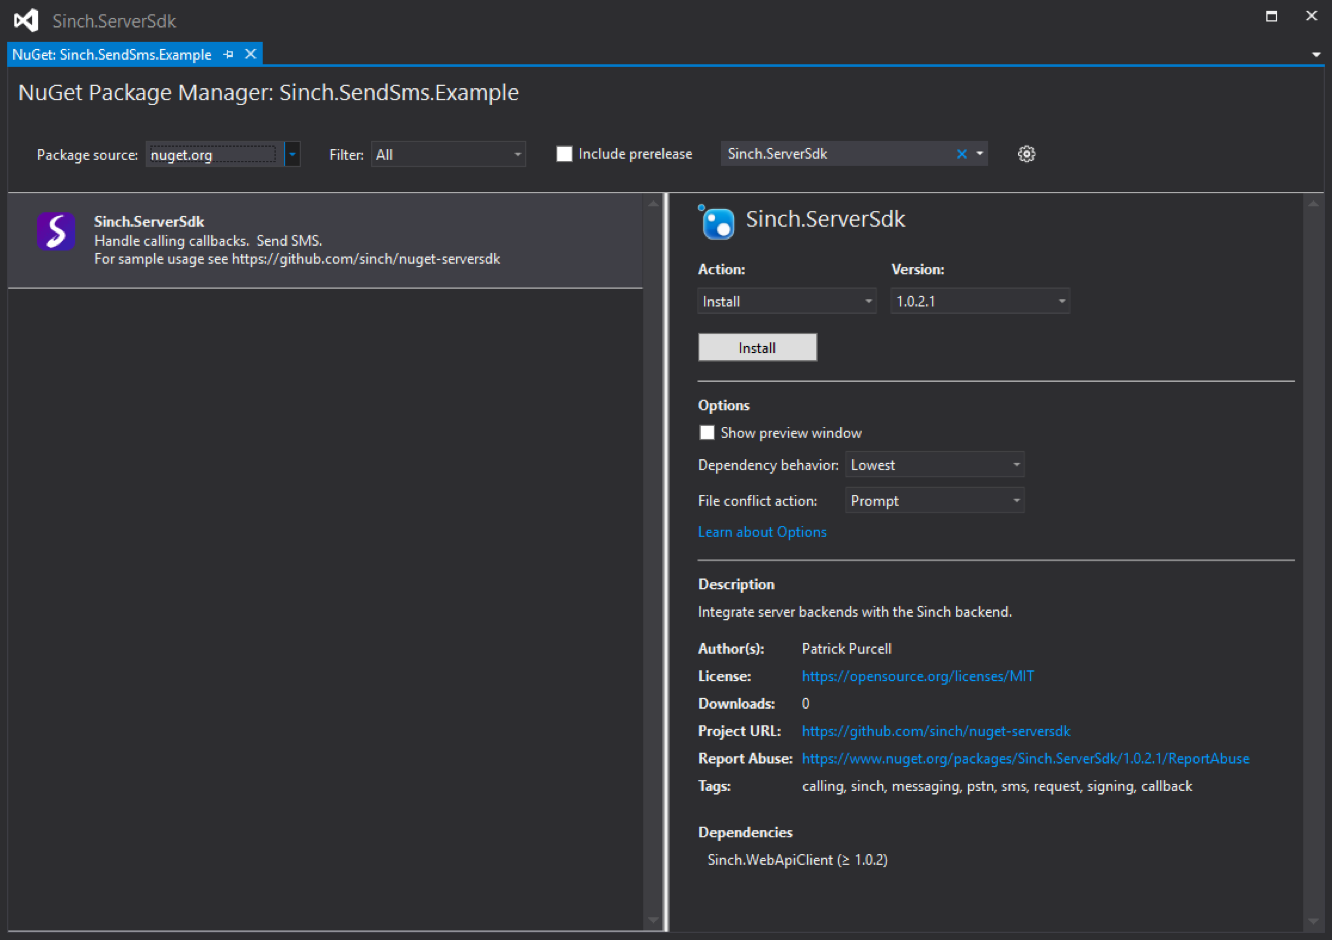 Sinch.ServerSdk
NuGet: Sinch.SendSms.Example
NuGet Package Manager: Sinch.SendSms.Example
Package source: nuget.org Filter: All Include prerelease Sinch.ServerSdk
Sinch.ServerSdk
Handle calling callbacks.  Send SMS.
For sample usage see https://github.com/sinch/nuget-serversdk
Sinch.ServerSdk
Action: Version:
Install 1.0.2.1
Install
Options
Show preview window
Dependency behavior: Lowest
File conflict action: Prompt
Learn about Options
Description
Integrate server backends with the Sinch backend.
Author(s): Patrick Purcell
License: https://opensource.org/licenses/MIT
Downloads: 0
Project URL: https://github.com/sinch/nuget-serversdk
Report Abuse: https://www.nuget.org/packages/Sinch.ServerSdk/1.0.2.1/ReportAbuse
Tags: calling, sinch, messaging, pstn, sms, request, signing, callback
Dependencies
Sinch.WebApiClient (≥ 1.0.2)